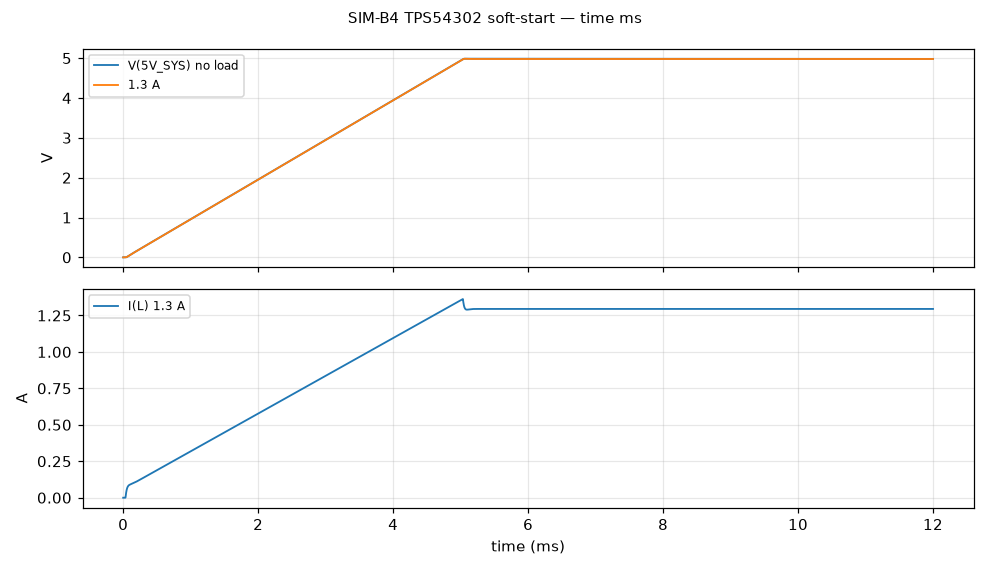 SIM-B4 TPS54302 soft-start — time ms
V(5V_SYS) no load
1.3 A
5
4
3
2
1
0
V
I(L) 1.3 A
1.25
1.00
0.75
0.50
0.25
0.00
A
0 2 4 6 8 10 12
time (ms)